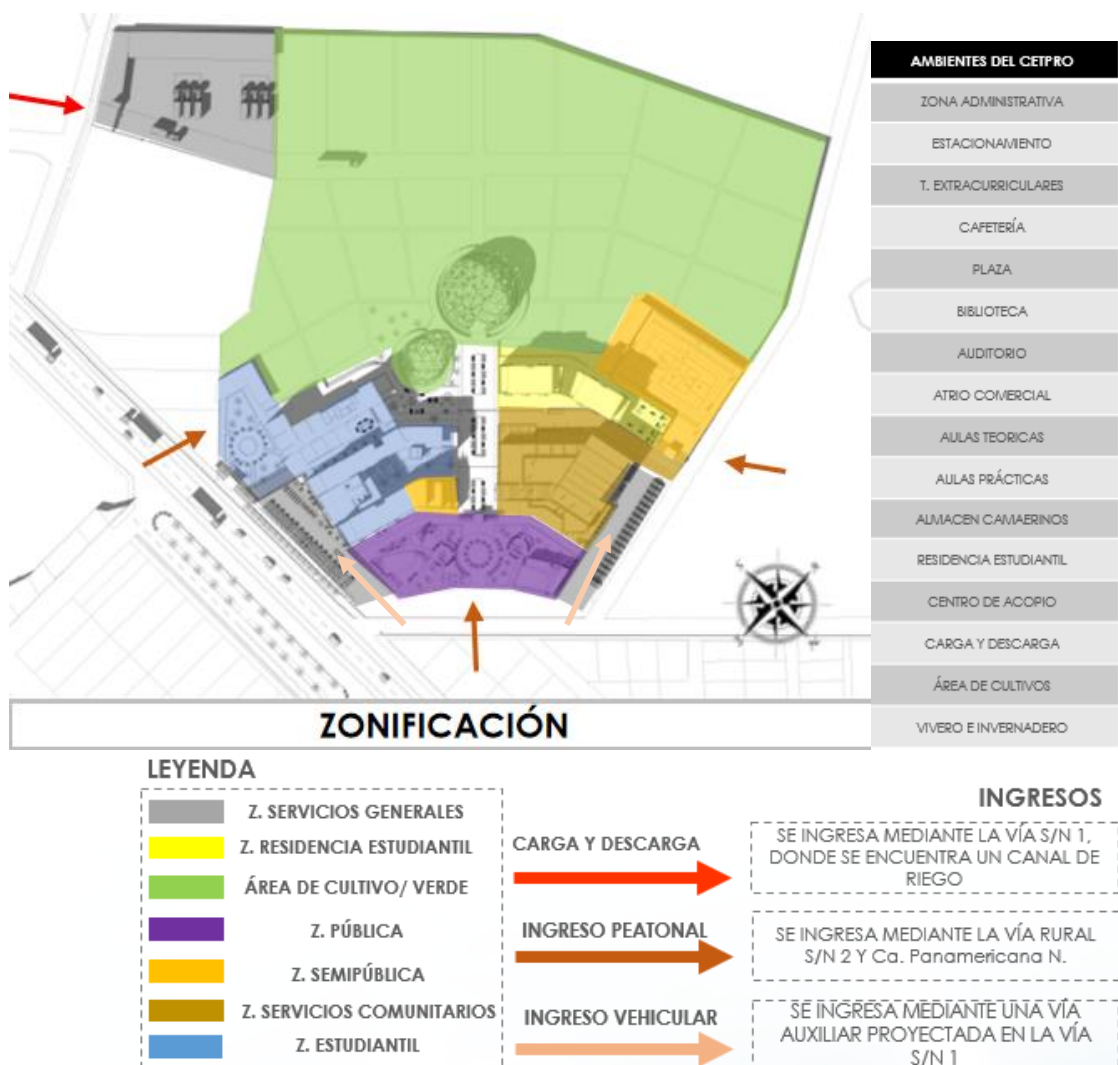 AMBIENTES DEL CETPRO
ZONA ADMINISTRATIVA
ESTACIONAMIENTO
T. EXTRACURRICULARES
CAFETERÍA
PLAZA
BIBLIOTECA
AUDITORIO
ATRIO COMERCIAL
AULAS TEORICAS
AULAS PRÁCTICAS
ALMACEN CAMAERINOS
RESIDENCIA ESTUDIANTIL
CENTRO DE ACOPIO
CARGA Y DESCARGA
ÁREA DE CULTIVOS
VIVERO E INVERNADERO
ZONIFICACIÓN
LEYENDA
Z. SERVICIOS GENERALES
Z. RESIDENCIA ESTUDIANTIL
ÁREA DE CULTIVO/ VERDE
Z. PÚBLICA
Z. SEMIPÚBLICA
Z. SERVICIOS COMUNITARIOS
Z. ESTUDIANTIL
INGRESOS
CARGA Y DESCARGA
SE INGRESA MEDIANTE LA VÍA S/N 1,
DONDE SE ENCUENTRA UN CANAL DE
RIEGO
INGRESO PEATONAL
SE INGRESA MEDIANTE LA VÍA RURAL
S/N 2 Y Ca. Panamericana N.
INGRESO VEHICULAR
SE INGRESA MEDIANTE UNA VÍA
AUXILIAR PROYECTADA EN LA VÍA
S/N 1